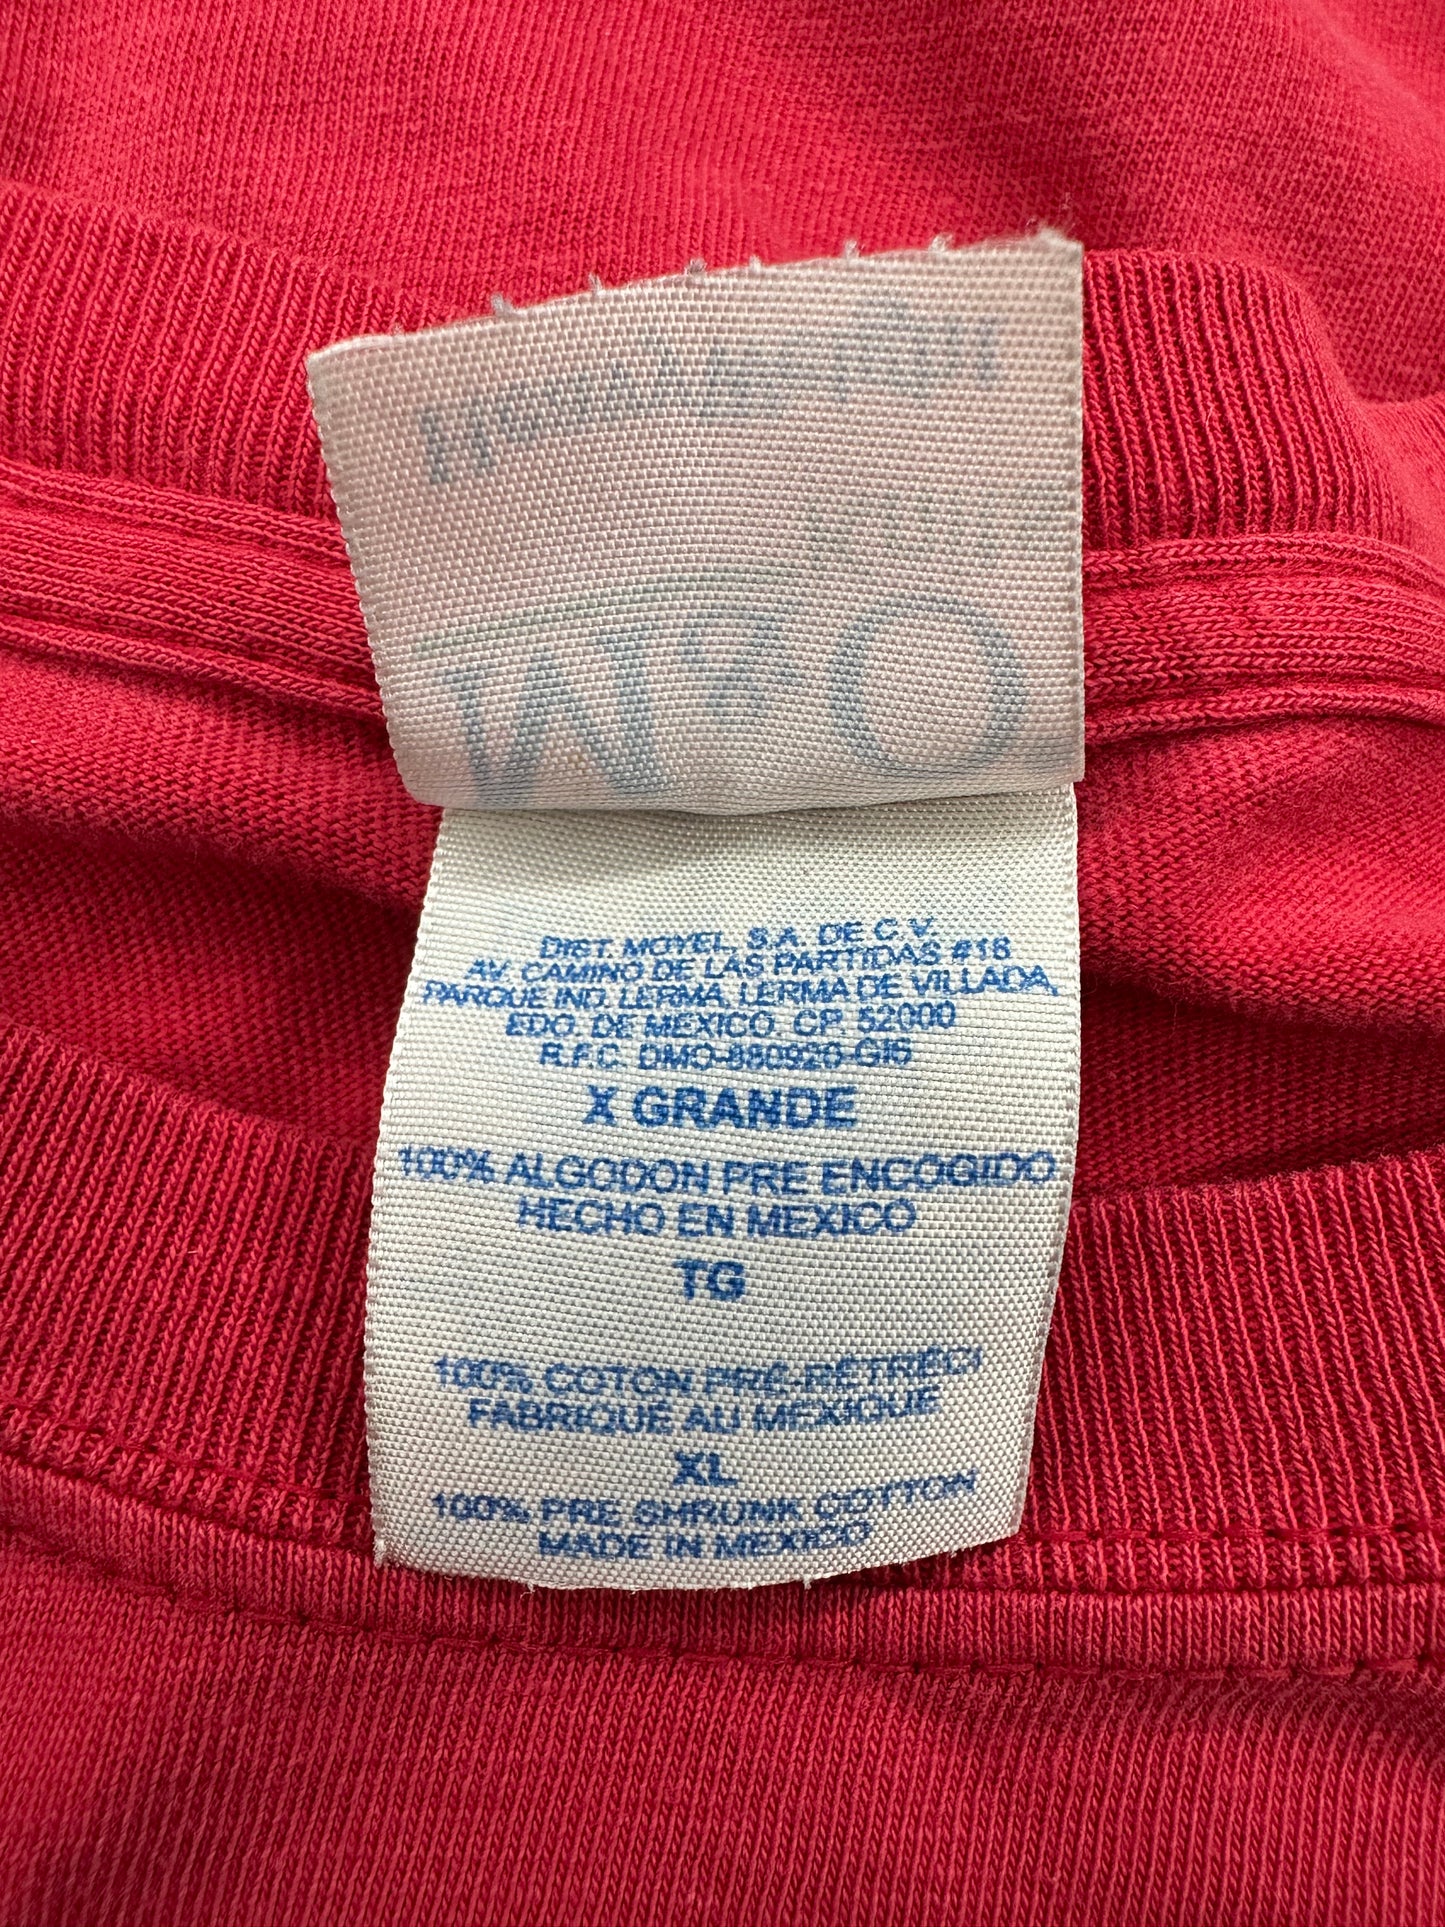 DIST. MOYEL, S.A. DE C.V.
AV. CAMINO DE LAS PARTIDAS #18
PARQUE IND. LERMA, LERMA DE VILLADA,
EDO. DE MEXICO. CP. 52000
R.F.C. DMO-880926-GI6
X GRANDE
100% ALGODON PRE ENCOGIDO
HECHO EN MEXICO
TG
100% COTON PRÉ-RÉTRÉCI
FABRIQUÉ AU MEXIQUE
XL
100% PRE SHRUNK COTTON
MADE IN MEXICO